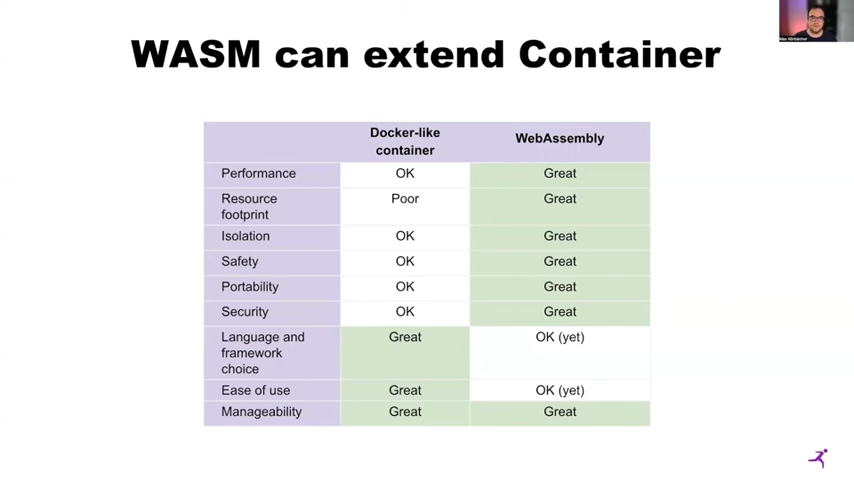 WASM can extend Container
Max Körbächer
Docker-like
container
WebAssembly
Performance OK Great
Resource
footprint
Poor Great
Isolation OK Great
Safety OK Great
Portability OK Great
Security OK Great
Language and
framework
choice
Great OK (yet)
Ease of use Great OK (yet)
Manageability Great Great